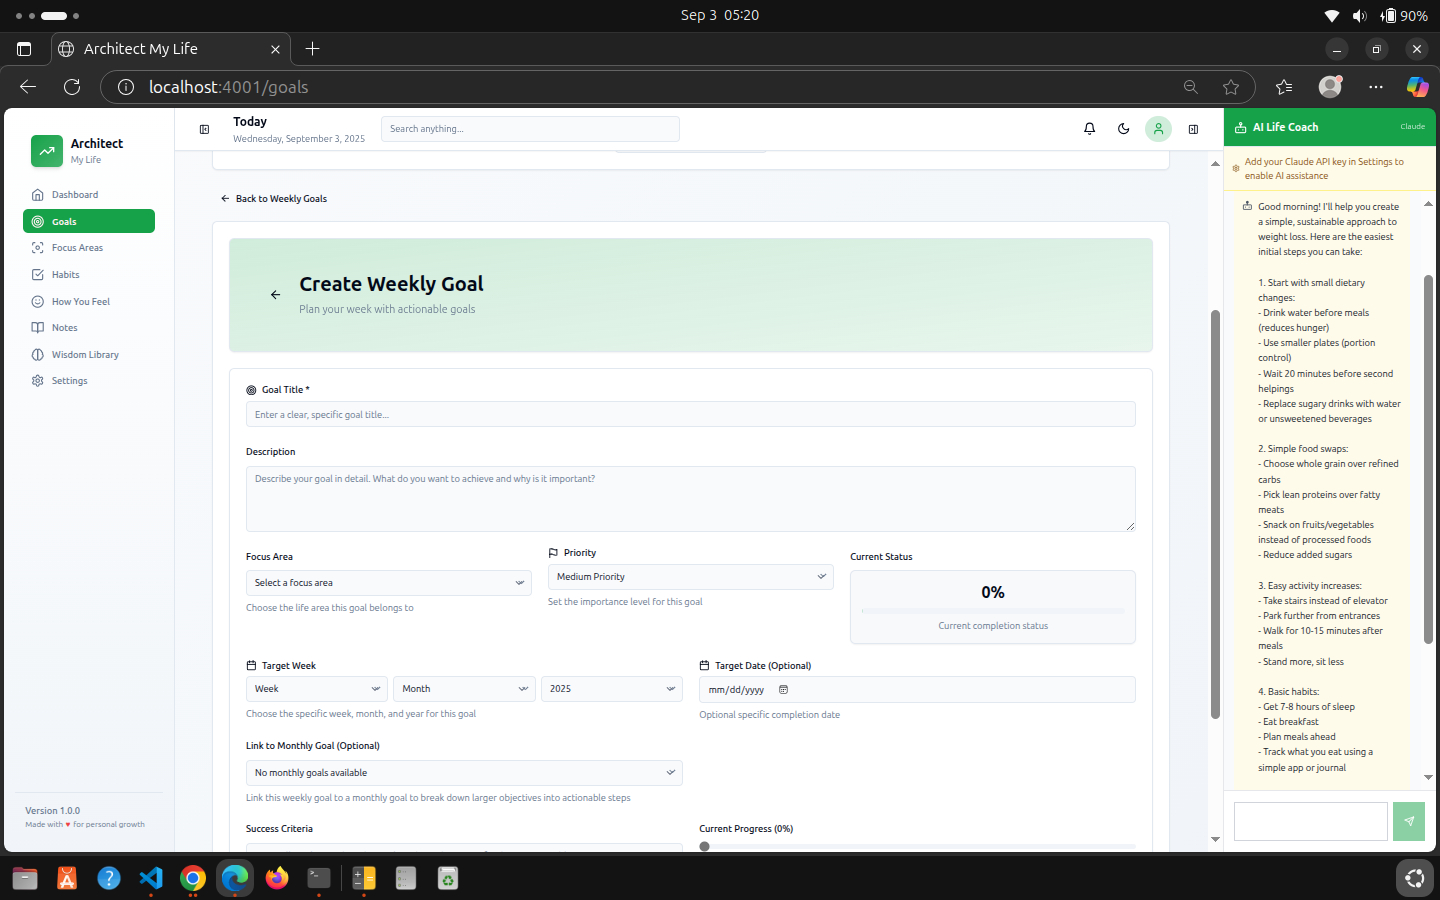 Sep 3 05:20
90%
Architect My Life
localhost:4001/goals
Architect
My Life
Dashboard
Goals
Focus Areas
Habits
How You Feel
Notes
Wisdom Library
Settings
Version 1.0.0
Made with ♥ for personal growth
Today
Wednesday, September 3, 2025
Search anything...
Back to Weekly Goals
Create Weekly Goal
Plan your week with actionable goals
Goal Title *
Enter a clear, specific goal title...
Description
Describe your goal in detail. What do you want to achieve and why is it important?
Focus Area
Select a focus area
Choose the life area this goal belongs to
Priority
Medium Priority
Set the importance level for this goal
Current Status
0%
Current completion status
Target Week
Week
Month
2025
Choose the specific week, month, and year for this goal
Target Date (Optional)
mm/dd/yyyy
Optional specific completion date
Link to Monthly Goal (Optional)
No monthly goals available
Link this weekly goal to a monthly goal to break down larger objectives into actionable steps
Success Criteria
Current Progress (0%)
AI Life Coach
Claude
Add your Claude API key in Settings to
enable AI assistance
Good morning! I'll help you create
a simple, sustainable approach to
weight loss. Here are the easiest
initial steps you can take:
1. Start with small dietary
changes:
- Drink water before meals
(reduces hunger)
- Use smaller plates (portion
control)
- Wait 20 minutes before second
helpings
- Replace sugary drinks with water
or unsweetened beverages
2. Simple food swaps:
- Choose whole grain over refined
carbs
- Pick lean proteins over fatty
meats
- Snack on fruits/vegetables
instead of processed foods
- Reduce added sugars
3. Easy activity increases:
- Take stairs instead of elevator
- Park further from entrances
- Walk for 10-15 minutes after
meals
- Stand more, sit less
4. Basic habits:
- Get 7-8 hours of sleep
- Eat breakfast
- Plan meals ahead
- Track what you eat using a
simple app or journal